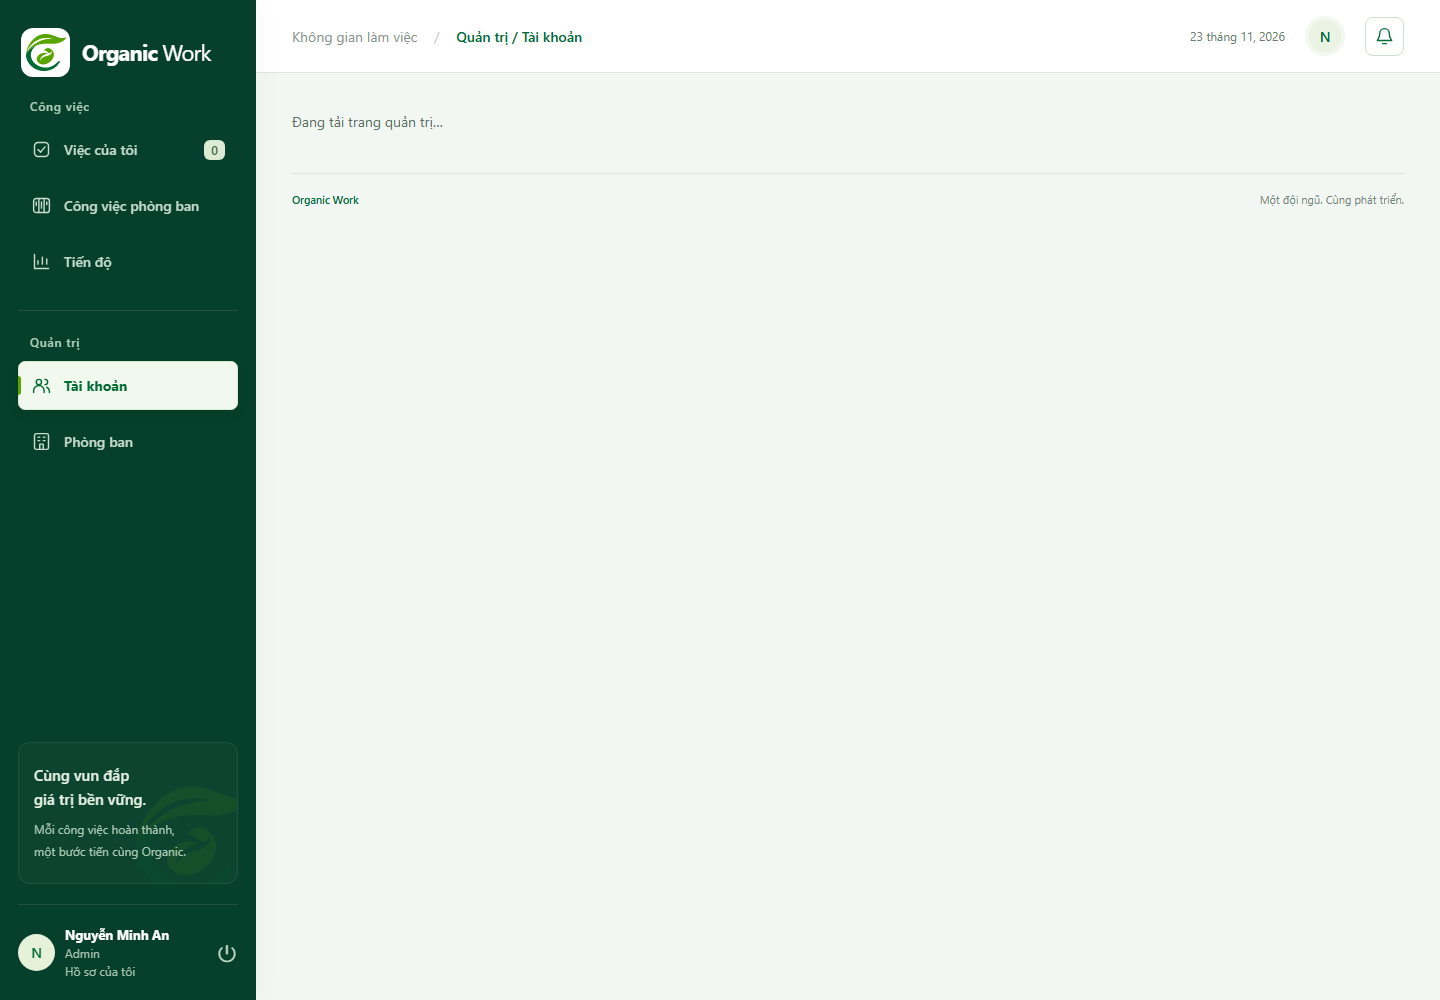 Organic Work
Công việc
Việc của tôi 0
Công việc phòng ban
Tiến độ
Quản trị
Tài khoản
Phòng ban
Cùng vun đắp
giá trị bền vững.
Mỗi công việc hoàn thành,
một bước tiến cùng Organic.
N
Nguyễn Minh An
Admin
Hồ sơ của tôi
Không gian làm việc / Quản trị / Tài khoản
23 tháng 11, 2026 N
Đang tải trang quản trị...
Organic Work
Một đội ngũ. Cùng phát triển.